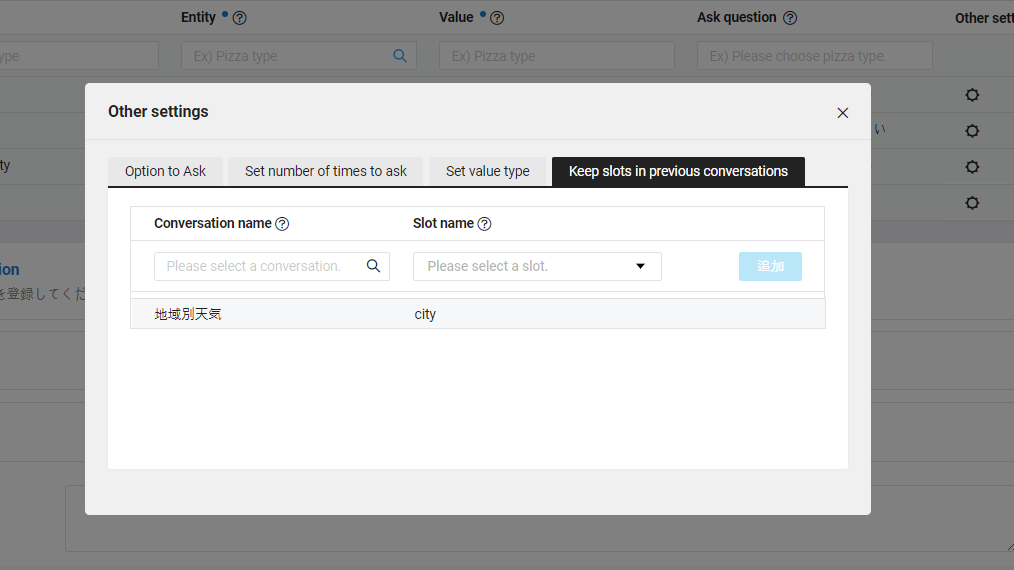 Entity Value Ask question Other sett
ype Ex) Pizza type Ex) Pizza type Ex) Please choose pizza type.
Other settings
い
Option to Ask Set number of times to ask Set value type Keep slots in previous conversations
ty
Conversation name Slot name
Please select a conversation. Please select a slot. 追加
ion
を登録してくだ
地域別天気 city